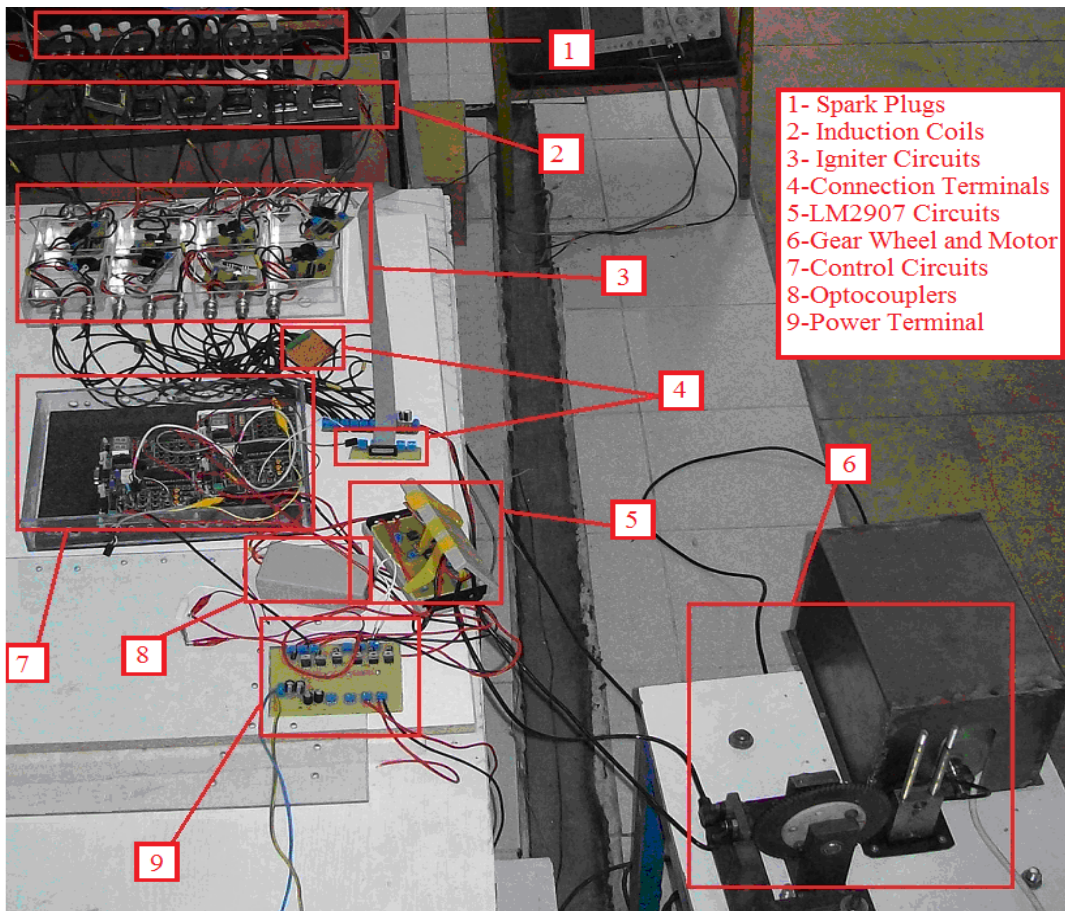 1
2
3
4
5
6
7
8
9
1- Spark Plugs
2- Induction Coils
3- Igniter Circuits
4-Connection Terminals
5-LM2907 Circuits
6-Gear Wheel and Motor
7-Control Circuits
8-Optocouplers
9-Power Terminal